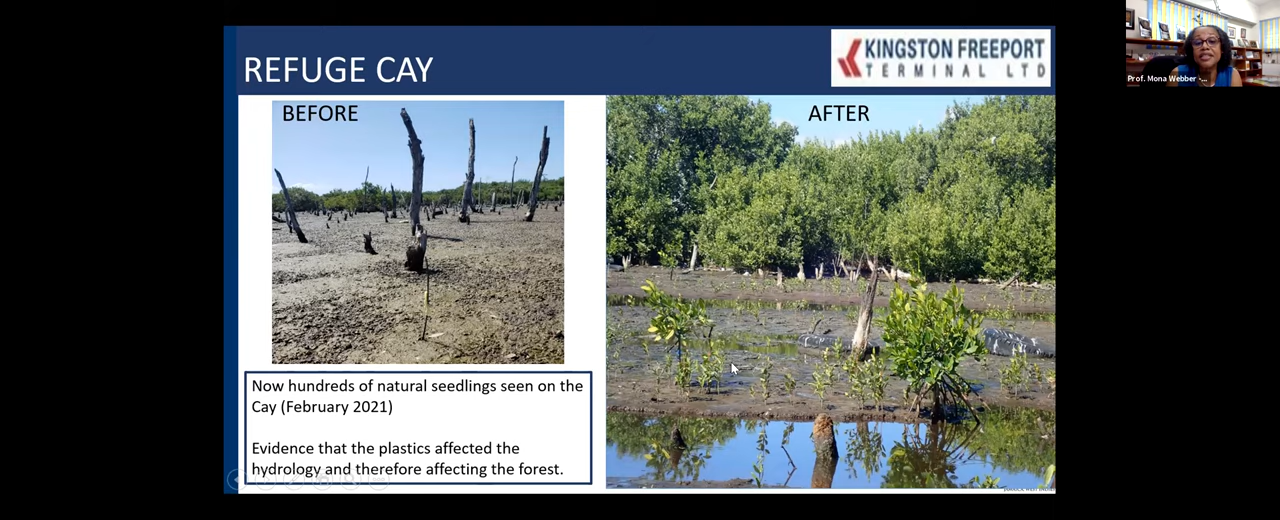 REFUGE CAY
KINGSTON FREEPORT
TERMINAL LTD
Prof. Mona Webber -...
BEFORE
AFTER
Now hundreds of natural seedlings seen on the
Cay (February 2021)
Evidence that the plastics affected the
hydrology and therefore affecting the forest.